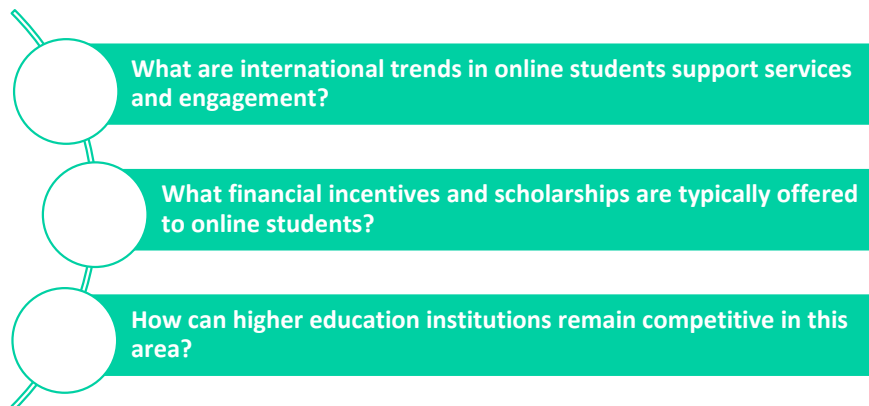 What are international trends in online students support services
and engagement?
What financial incentives and scholarships are typically offered
to online students?
How can higher education institutions remain competitive in this
area?